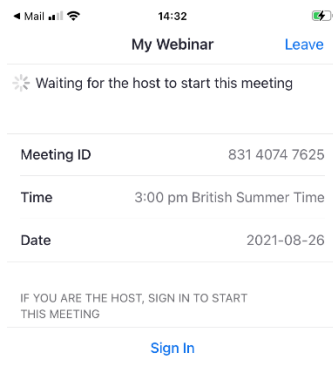 Mail 14:32
My Webinar Leave
Waiting for the host to start this meeting
Meeting ID 831 4074 7625
Time 3:00 pm British Summer Time
Date 2021-08-26
IF YOU ARE THE HOST, SIGN IN TO START
THIS MEETING
Sign In